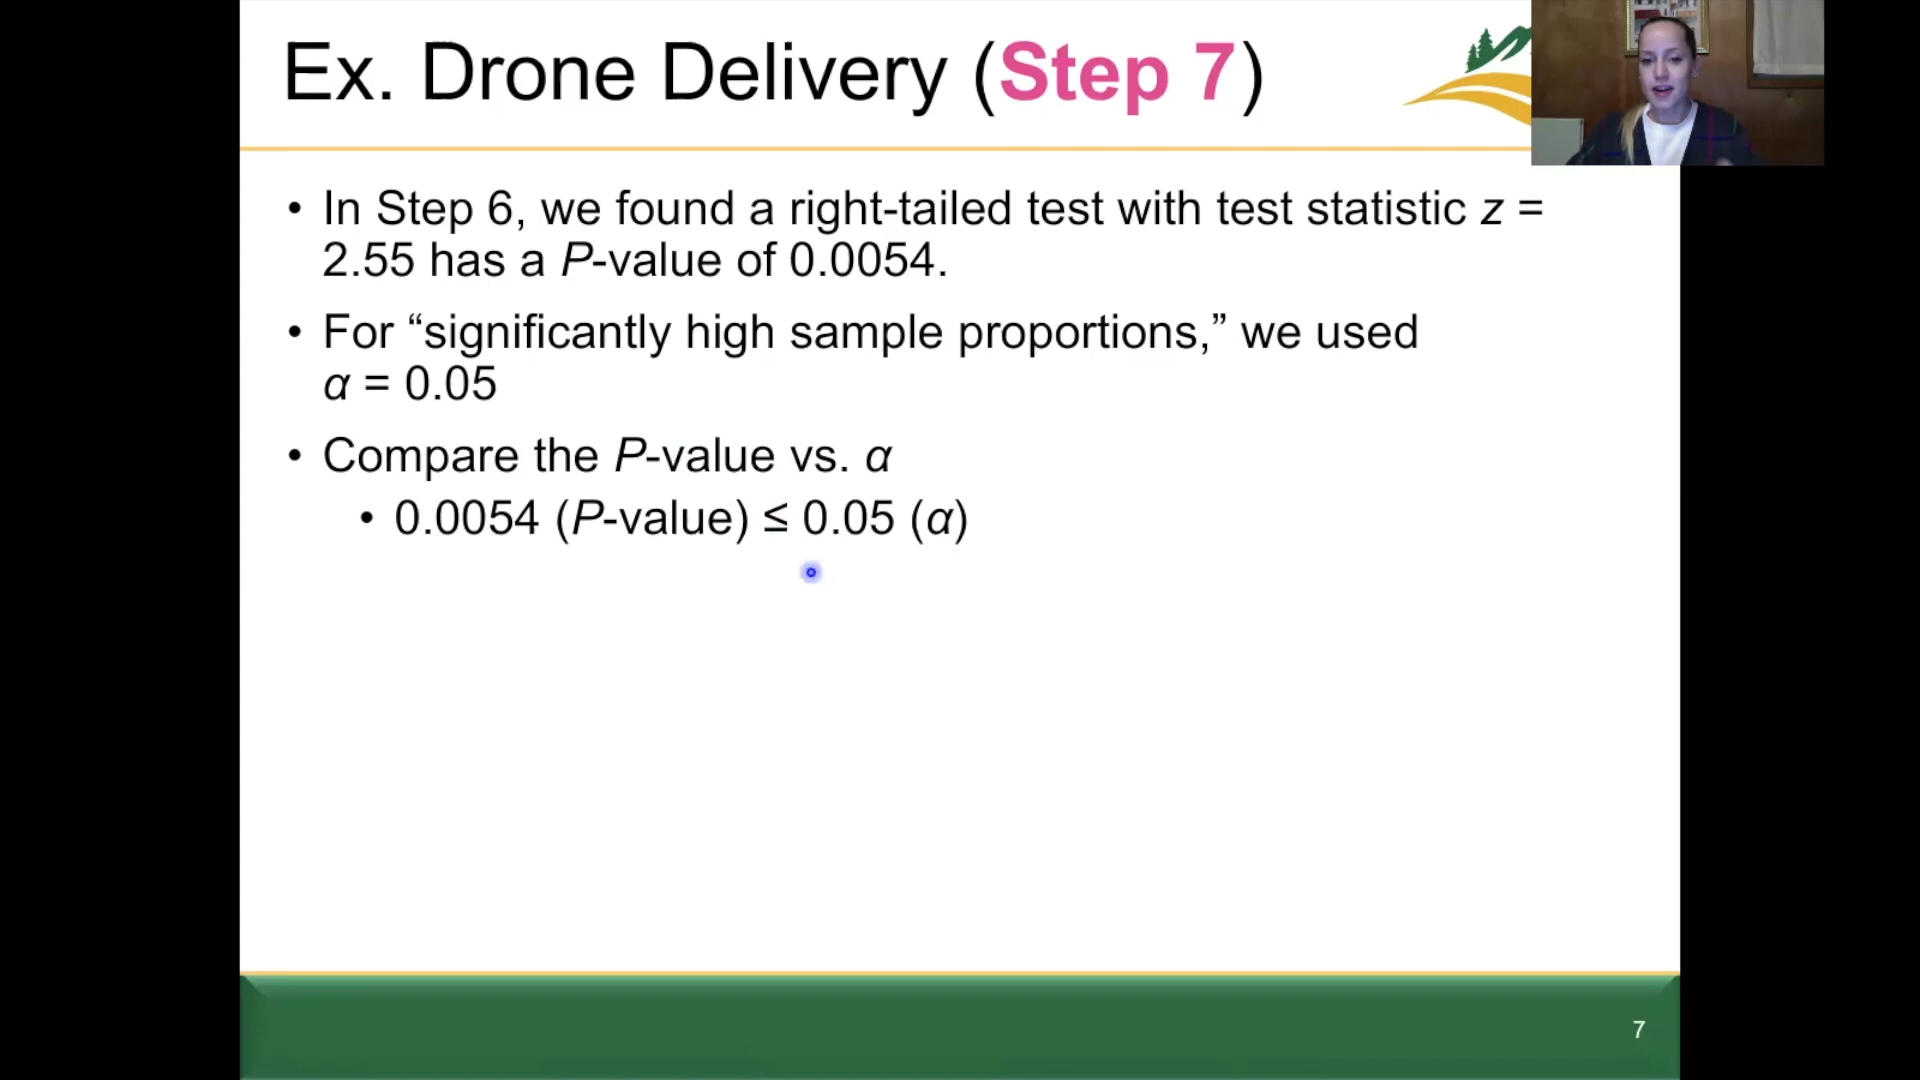 Ex. Drone Delivery (Step 7)
• In Step 6, we found a right-tailed test with test statistic z =
2.55 has a P-value of 0.0054.
• For “significantly high sample proportions,” we used
α = 0.05
• Compare the P-value vs. α
• 0.0054 (P-value) ≤ 0.05 (α)
7